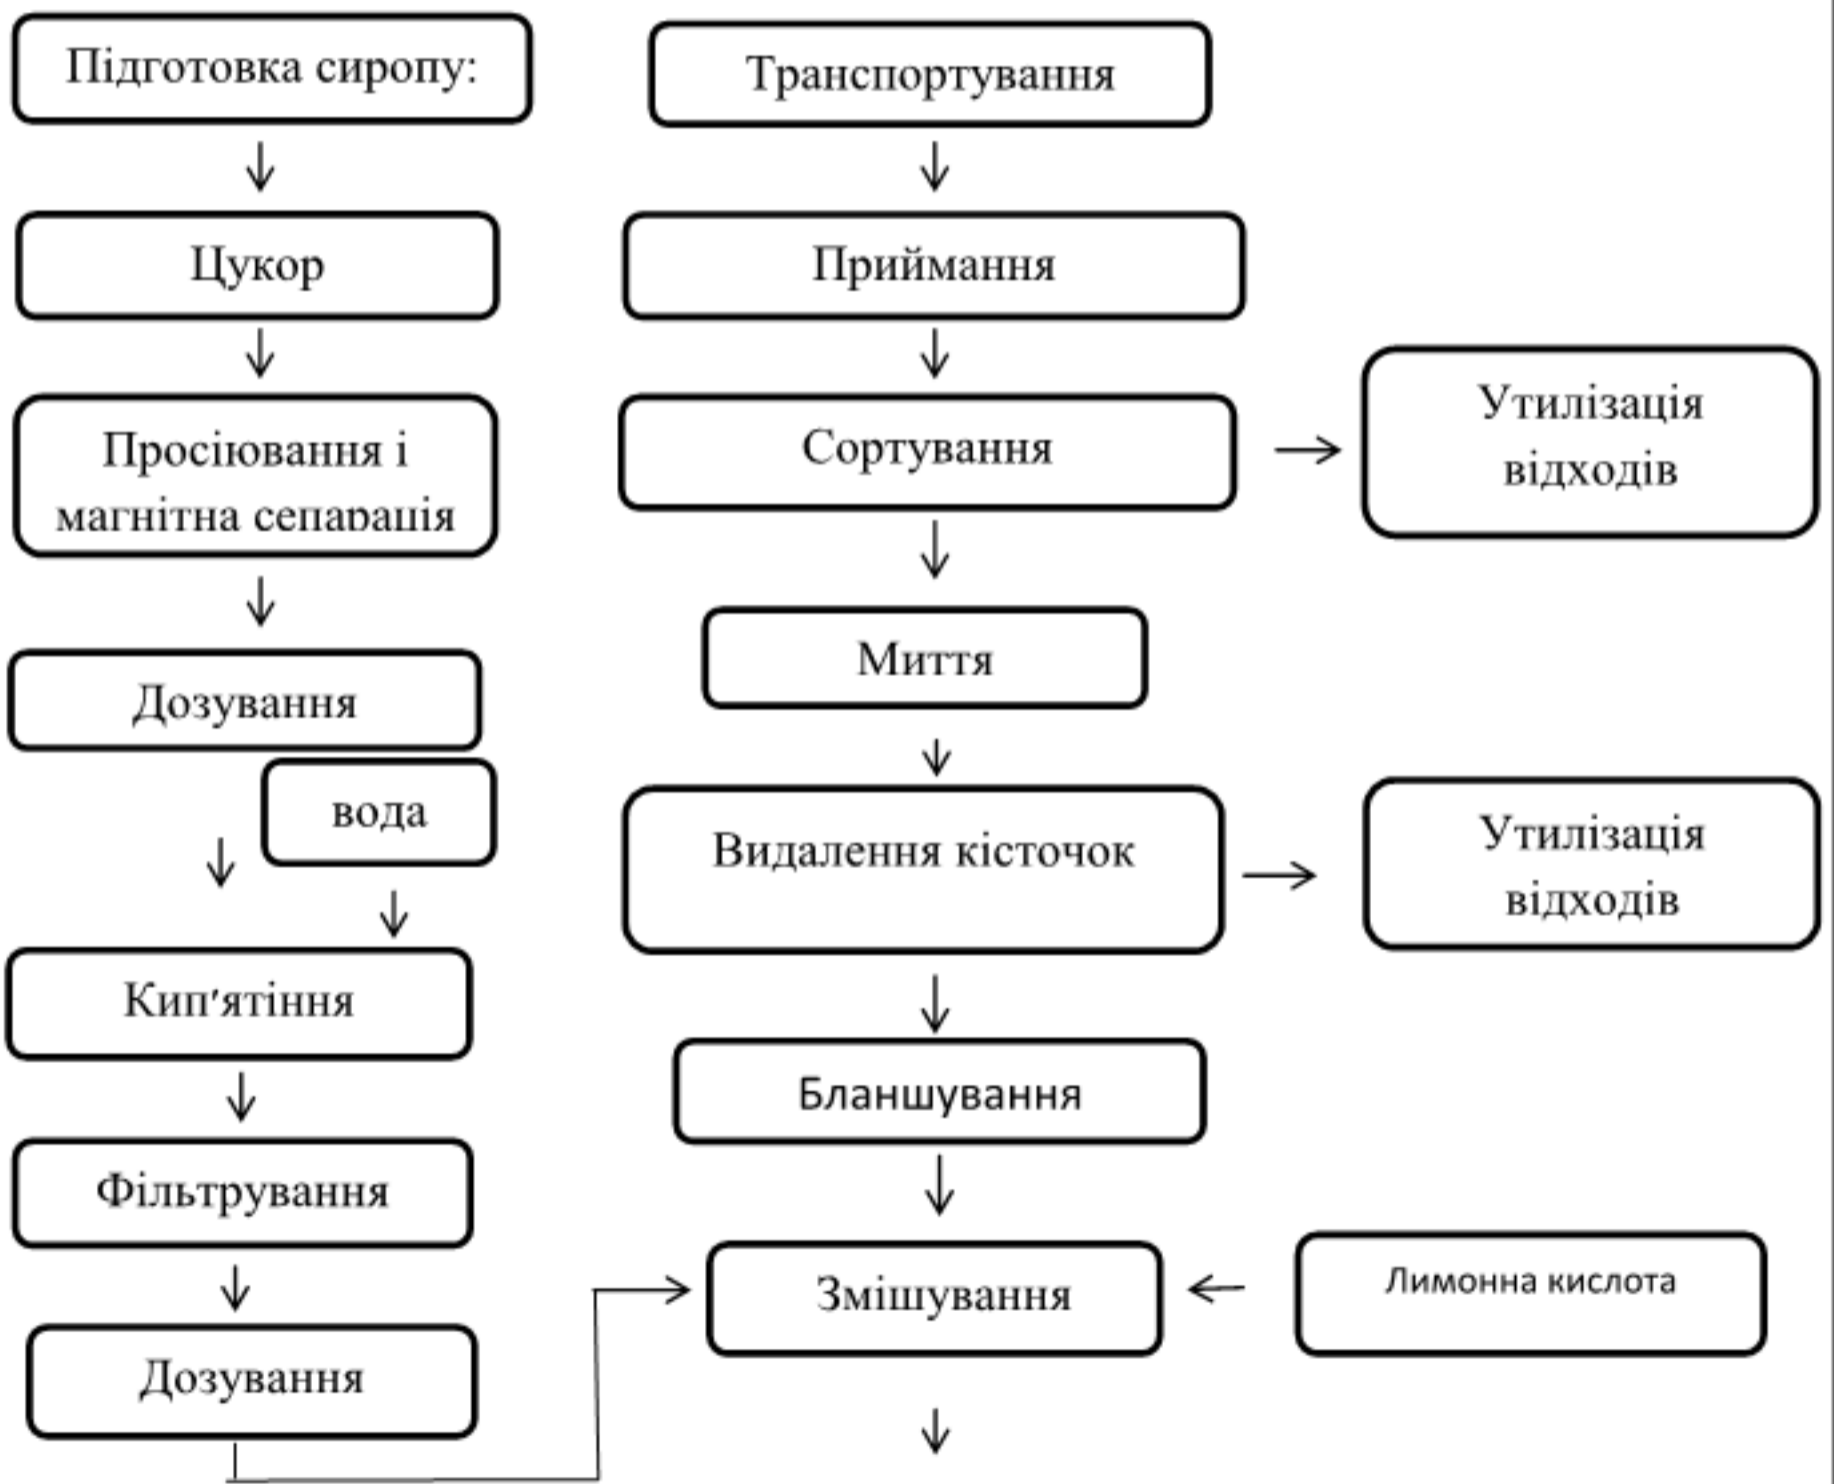 Підготовка сиропу:
Цукор
Просіювання і
магнітна сепарація
Дозування
вода
Кип'ятіння
Фільтрування
Дозування
Транспортування
Приймання
Сортування
Утилізація
відходів
Миття
Видалення кісточок
Утилізація
відходів
Бланшування
Змішування
Лимонна кислота